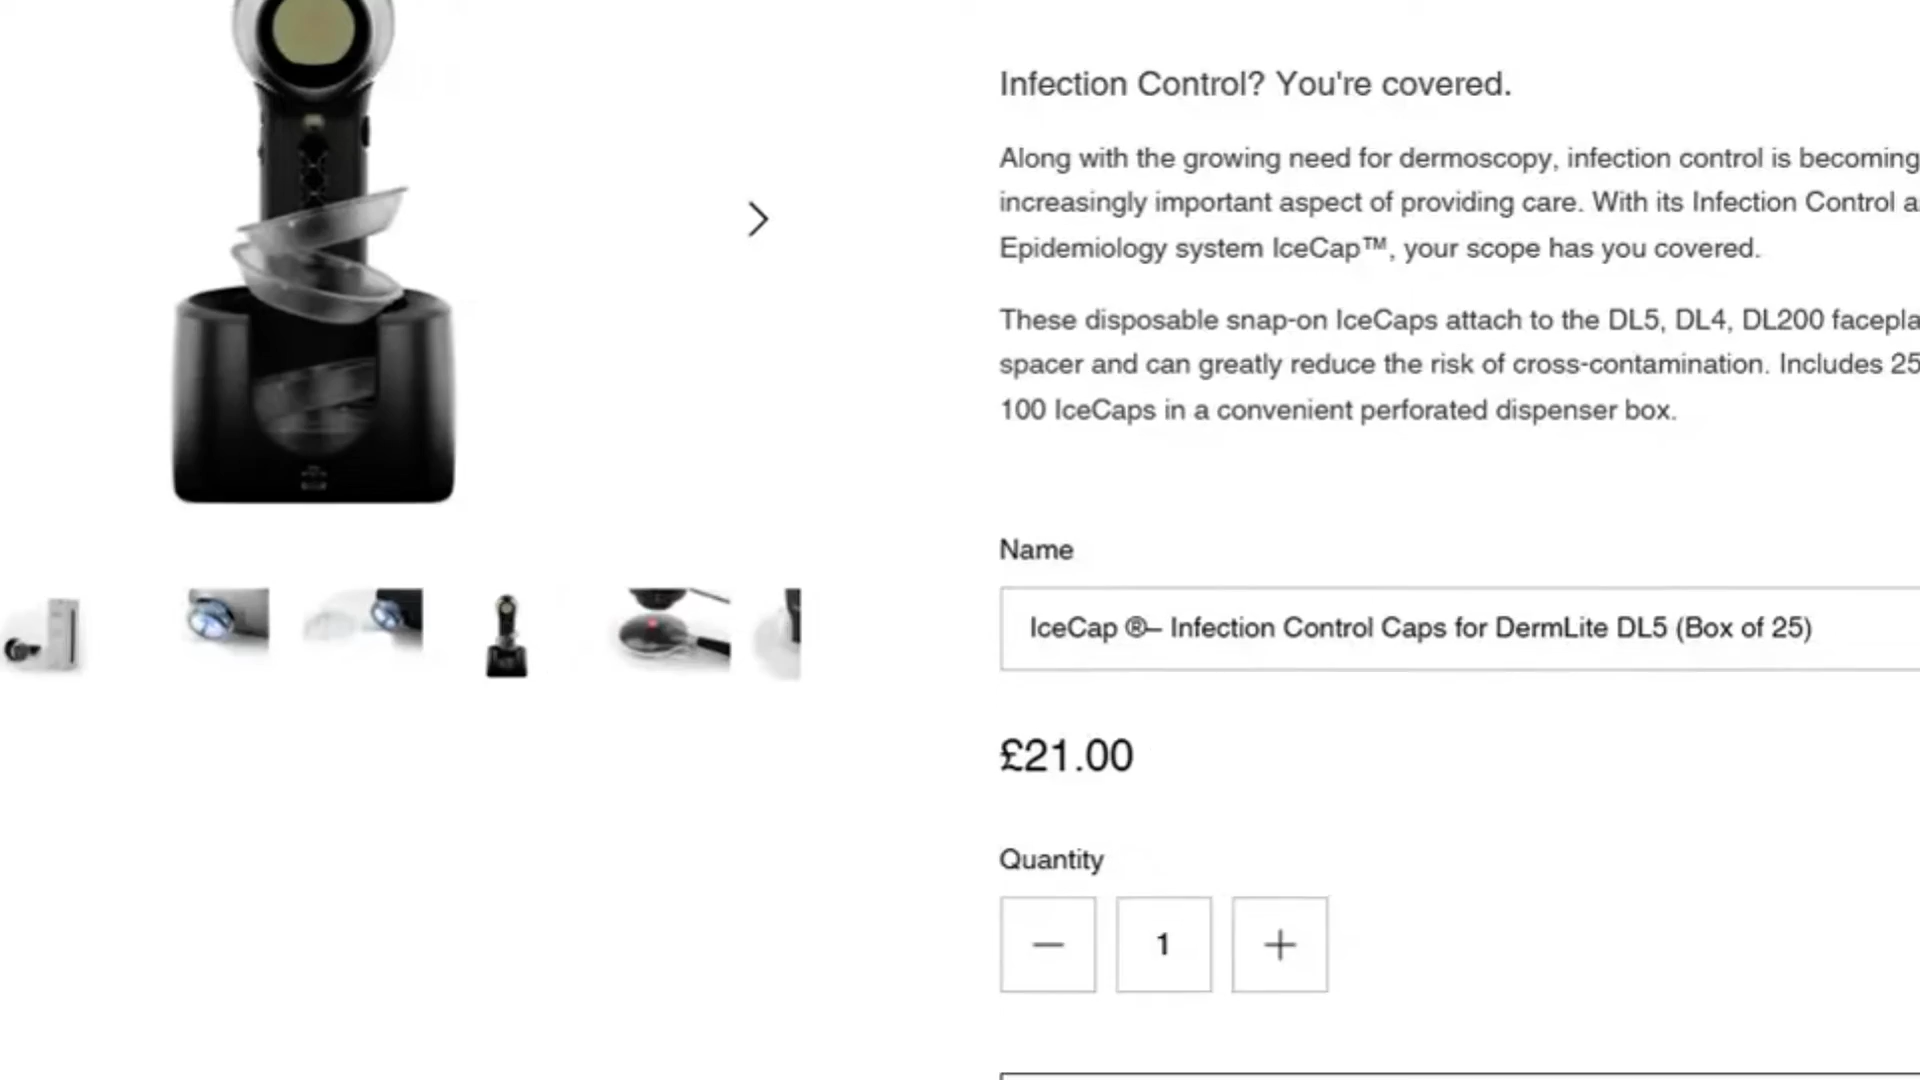 Infection Control? You're covered.
Along with the growing need for dermoscopy, infection control is becoming
increasingly important aspect of providing care. With its Infection Control
Epidemiology system IceCap™, your scope has you covered.
These disposable snap-on IceCaps attach to the DL5, DL4, DL200
spacer and can greatly reduce the risk of cross-contamination. Includes 25
100 IceCaps in a convenient perforated dispenser box.
Name
IceCap ®– Infection Control Caps for DermLite DL5 (Box of 25)
£21.00
Quantity
— 1 +